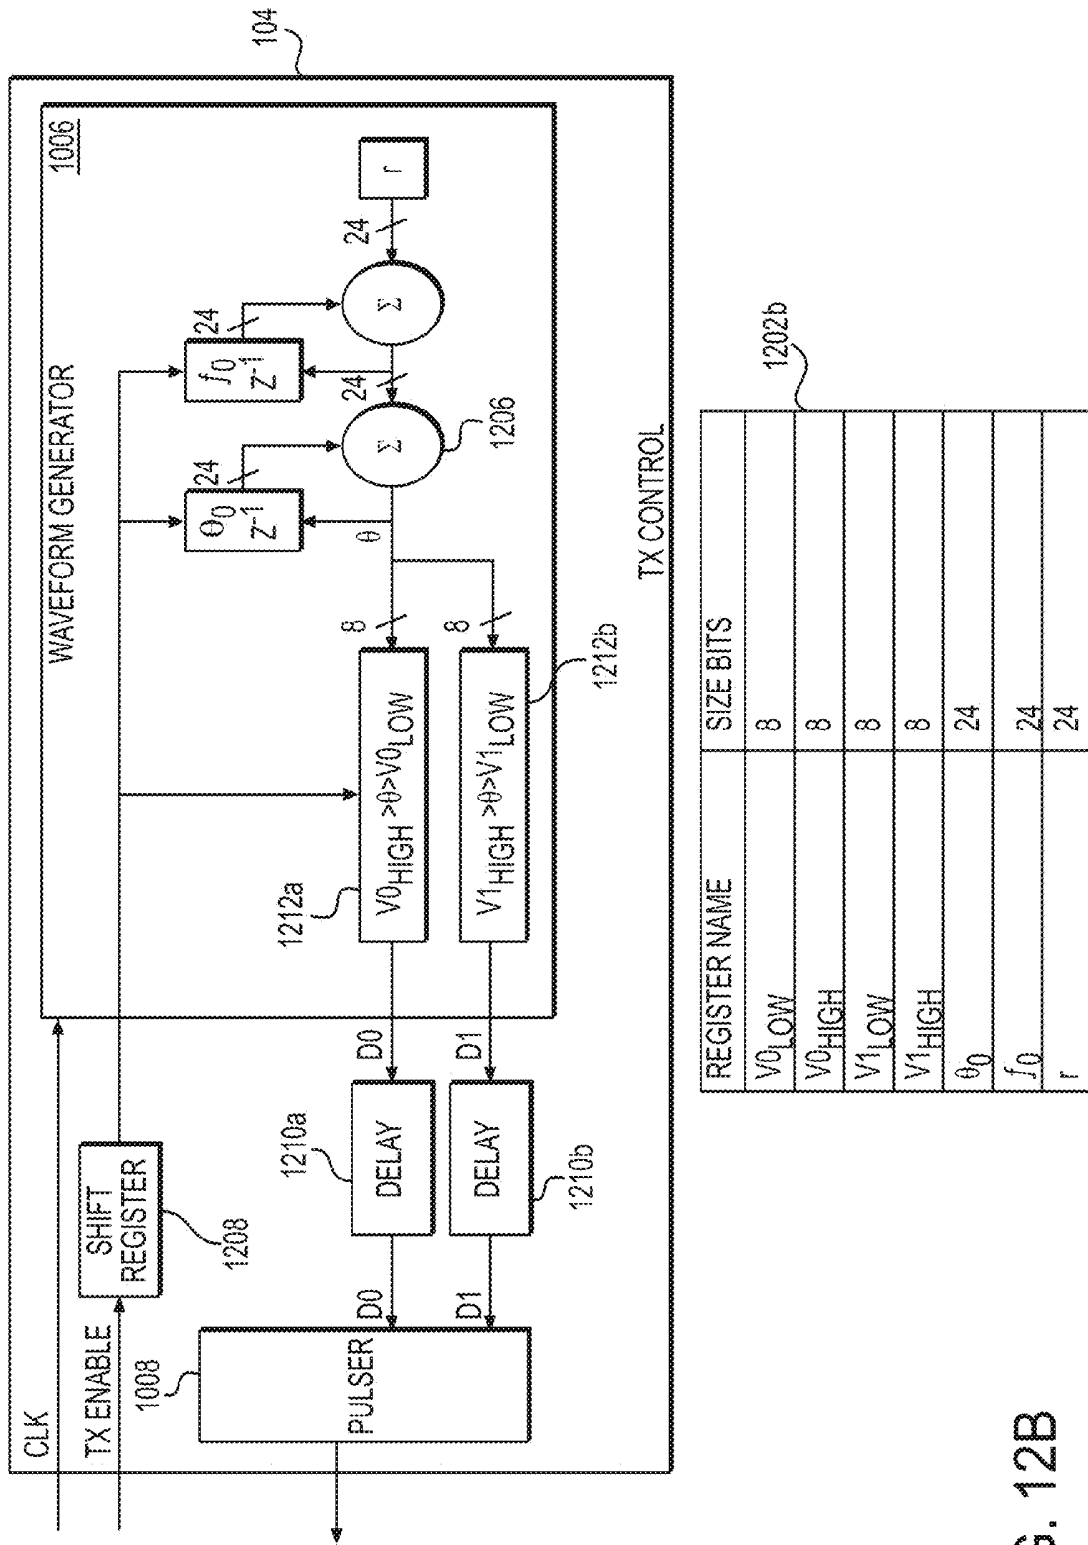 CLK
TX ENABLE
SHIFT
REGISTER
1208
1008
PULSER
D0
D1
1210a
DELAY
DELAY
1210b
D0
D1
WAVEFORM GENERATOR
1006
104
1212a
V0HIGH >θ>V0LOW
V1HIGH >θ>V1LOW
1212b
8
8
θ
θ0
z-1
24
Σ
1206
24
f0
z-1
24
Σ
24
r
TX CONTROL
1202b
REGISTER NAME SIZE BITS
V0LOW 8
V0HIGH 8
V1LOW 8
V1HIGH 8
θ0 24
f0 24
r 24
G. 12B